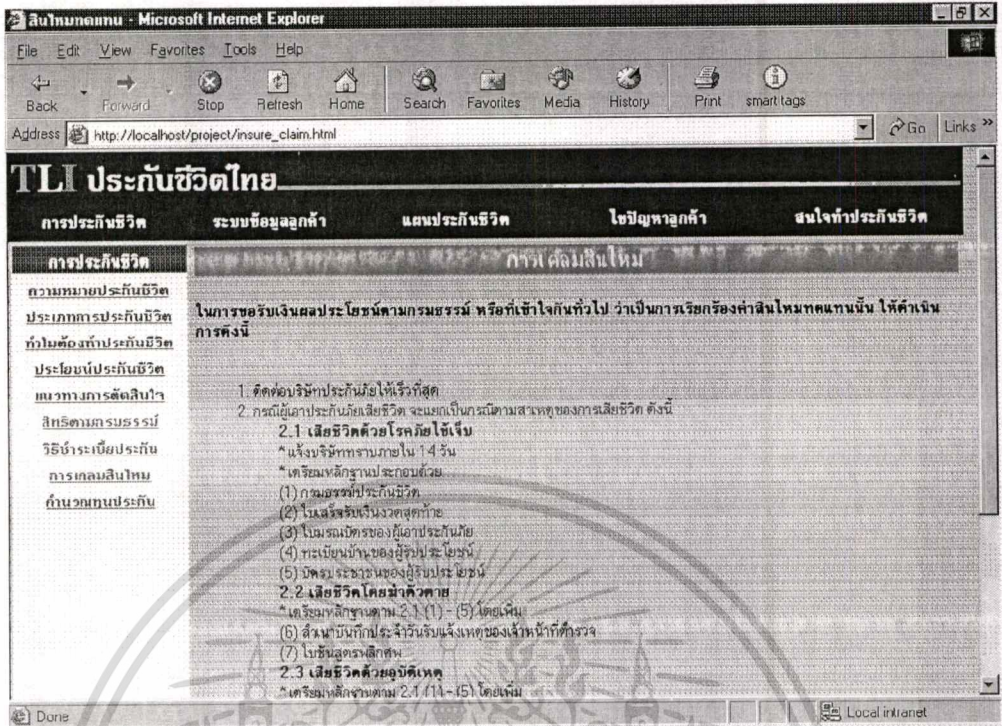 สินไหมทดแทน - Microsoft Internet Explorer
File Edit View Favorites Tools Help
Back Forward Stop Refresh Home Search Favorites Media History Print smart tags
Address http://localhost/project/insure_claim.html Go Links »
TLI ประกันชีวิตไทย
การประกันชีวิต ระบบข้อมูลลูกค้า แผนประกันชีวิต ไขปัญหาลูกค้า สนใจทำประกันชีวิต
การประกันชีวิต
ความหมายประกันชีวิต
ประเภทการประกันชีวิต
ทำไมต้องทำประกันชีวิต
ประโยชน์ประกันชีวิต
แนวทางการตัดสินใจ
สิทธิตามกรมธรรม์
วิธีชำระเบี้ยประกัน
การเคลมสินไหม
คำนวณทุนประกัน
การเคลมสินไหม
ในการขอรับเงินผลประโยชน์ตามกรมธรรม์ หรือที่เข้าใจกันทั่วไป ว่าเป็นการเรียกร้องค่าสินไหมทดแทนนั้น ให้ดำเนิน
การดังนี้
1. ติดต่อบริษัทประกันภัยให้เร็วที่สุด
2. กรณีผู้เอาประกันภัยเสียชีวิต จะแยกเป็นกรณีตามสาเหตุของการเสียชีวิต ดังนี้
2.1 เสียชีวิตด้วยโรคภัยไข้เจ็บ
* แจ้งบริษัททราบภายใน 14 วัน
* เตรียมหลักฐานประกอบด้วย
(1) กรมธรรม์ประกันชีวิต
(2) ใบเสร็จรับเงินงวดสุดท้าย
(3) ใบมรณบัตรของผู้เอาประกันภัย
(4) ทะเบียนบ้านของผู้รับประโยชน์
(5) บัตรประชาชนของผู้รับประโยชน์
2.2 เสียชีวิตโดยฆ่าตัวตาย
* เตรียมหลักฐานตาม 2.1 (1) - (5) โดยเพิ่ม
(6) สำเนาบันทึกประจำวันรับแจ้งเหตุของเจ้าหน้าที่ตำรวจ
(7) ใบชันสูตรพลิกศพ
2.3 เสียชีวิตด้วยอุบัติเหตุ
* เตรียมหลักฐานตาม 2.1 (1) - (5) โดยเพิ่ม
Done Local intranet